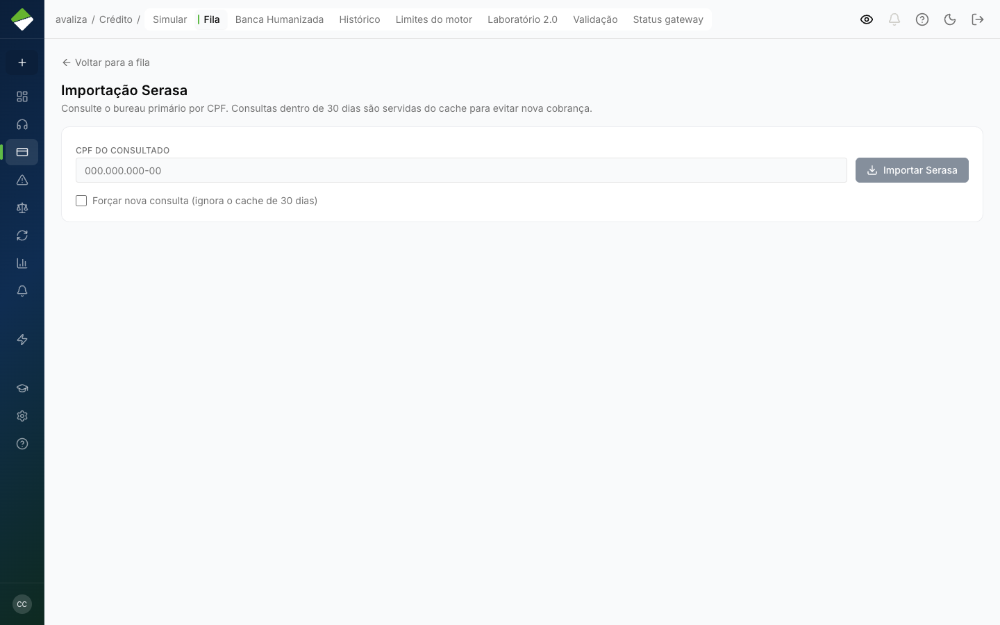 avaliza / Crédito / Simular Fila Banca Humanizada Histórico Limites do motor Laboratório 2.0 Validação Status gateway
Voltar para a fila
Importação Serasa
Consulte o bureau primário por CPF. Consultas dentro de 30 dias são servidas do cache para evitar nova cobrança.
CPF DO CONSULTADO
000.000.000-00 Importar Serasa
Forçar nova consulta (ignora o cache de 30 dias)
CC